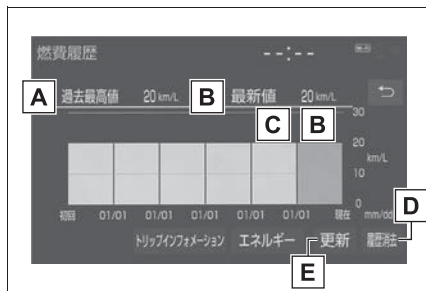 燃費履歴 --:--
A 過去最高値 20 km/L B 最新値 20 km/L
C B 30
20
km/L
10
0
初回 01/01 01/01 01/01 01/01 01/01 現在 mm/dd
D
トリップインフォメーション エネルギー 更新 履歴消去
E